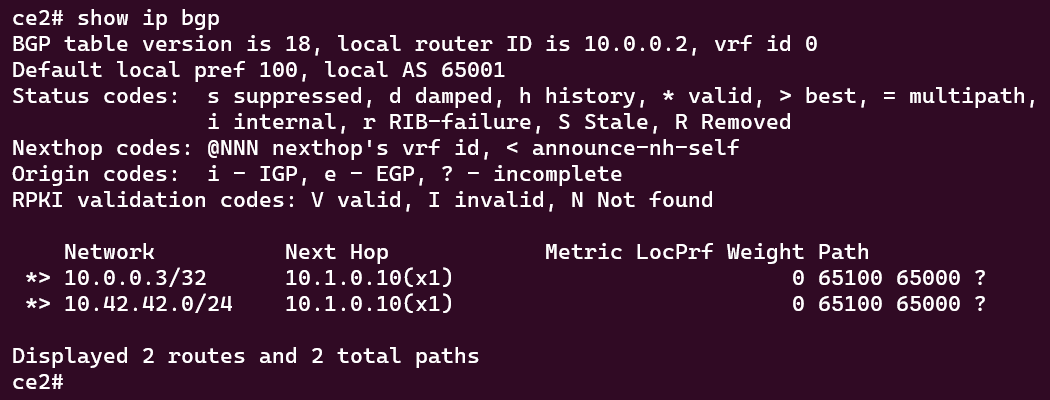 ce2# show ip bgp
BGP table version is 18, local router ID is 10.0.0.2, vrf id 0
Default local pref 100, local AS 65001
Status codes:  s suppressed, d damped, h history, * valid, > best, = multipath,
               i internal, r RIB-failure, S Stale, R Removed
Nexthop codes: @NNN nexthop's vrf id, < announce-nh-self
Origin codes:  i - IGP, e - EGP, ? - incomplete
RPKI validation codes: V valid, I invalid, N Not found

    Network          Next Hop            Metric LocPrf Weight Path
 *> 10.0.0.3/32      10.1.0.10(x1)                          0 65100 65000 ?
 *> 10.42.42.0/24    10.1.0.10(x1)                          0 65100 65000 ?

Displayed 2 routes and 2 total paths
ce2#